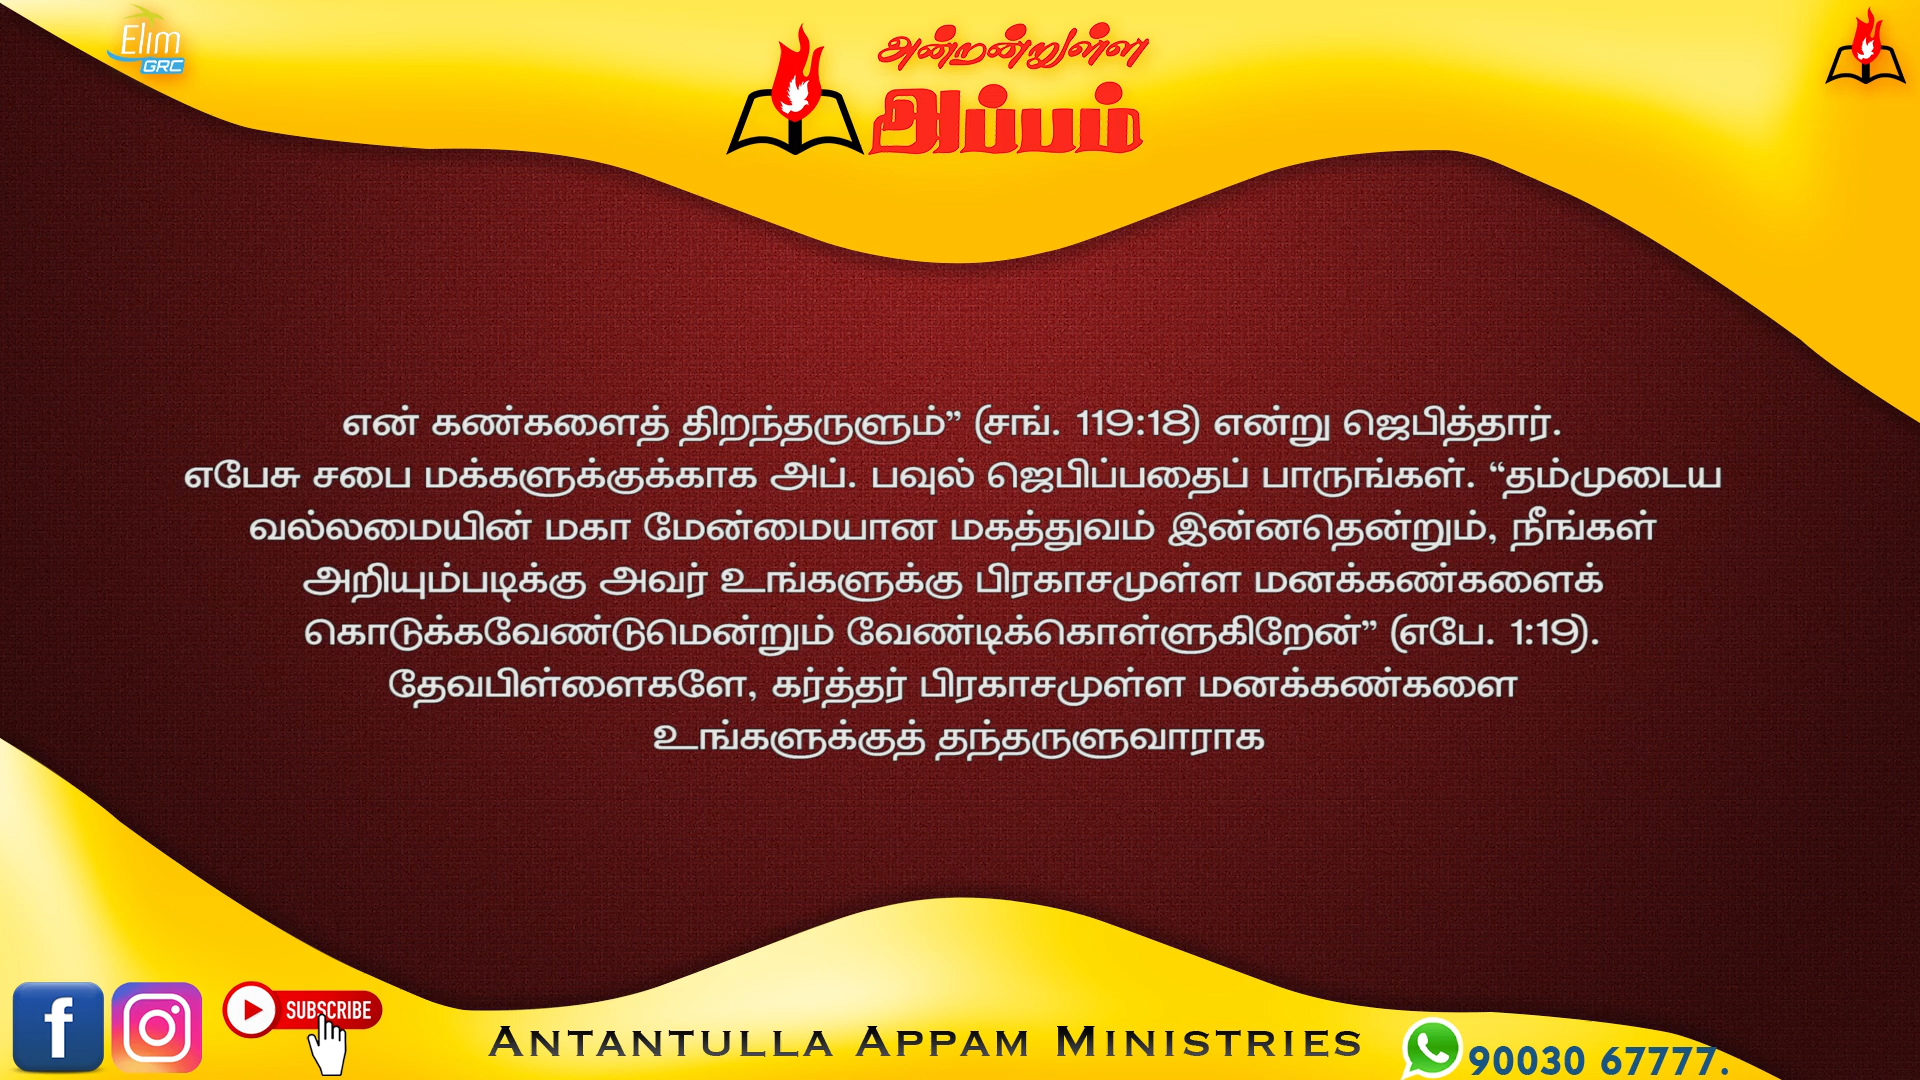 Elim
GRC
அன்றன்றுள்ள
அப்பம்
என் கண்களைத் திறந்தருளும்” (சங். 119:18) என்று ஜெபித்தார்.
எபேசு சபை மக்களுக்குக்காக அப். பவுல் ஜெபிப்பதைப் பாருங்கள். “தம்முடைய
வல்லமையின் மகா மேன்மையான மகத்துவம் இன்னதென்றும், நீங்கள்
அறியும்படிக்கு அவர் உங்களுக்கு பிரகாசமுள்ள மனக்கண்களைக்
கொடுக்கவேண்டுமென்றும் வேண்டிக்கொள்ளுகிறேன்” (எபே. 1:19).
தேவபிள்ளைகளே, கர்த்தர் பிரகாசமுள்ள மனக்கண்களை
உங்களுக்குத் தந்தருளுவாராக
SUBSCRIBE
ANTANTULLA APPAM MINISTRIES
90030 67777.